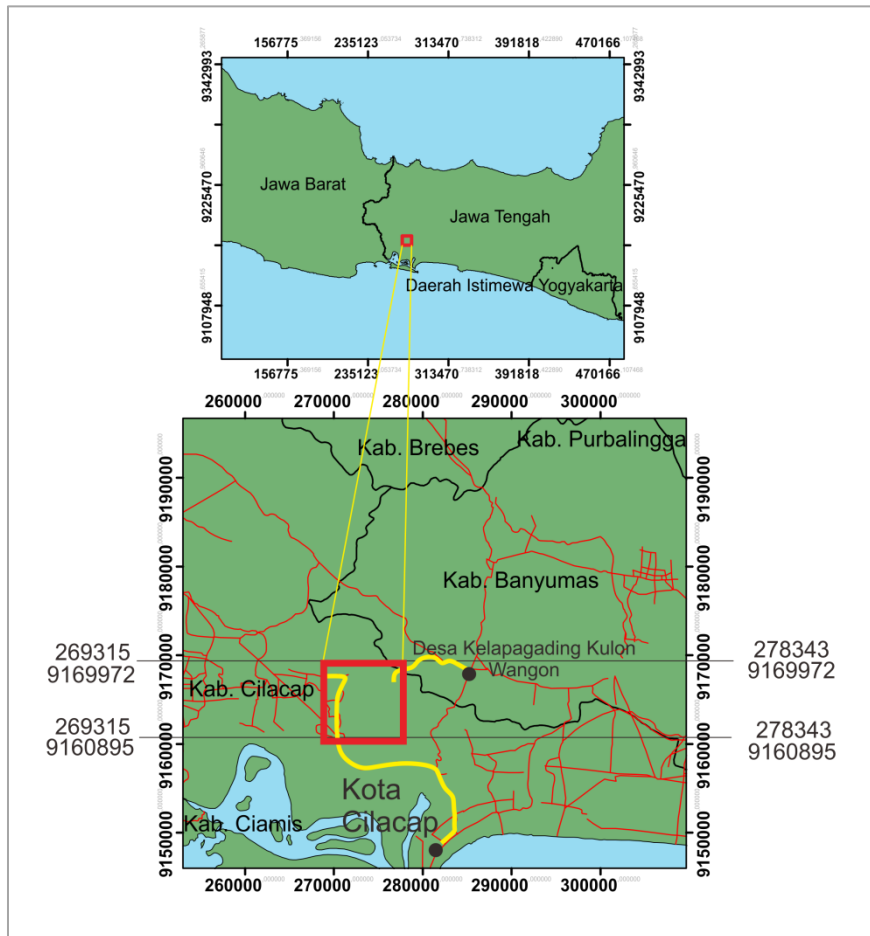 156775 235123 313470 391818 470166
9342993
9342993
9225470
9225470
9107948
9107948
Jawa Barat
Jawa Tengah
Daerah Istimewa Yogyakarta
156775 235123 313470 391818 470166
260000 270000 280000 290000 300000
9190000
9190000
9180000
9180000
9170000
9170000
9160000
9160000
9150000
9150000
Kab. Brebes
Kab. Purbalingga
Kab. Banyumas
Desa Kelapagading Kulon
Wangon
269315
9169972
278343
9169972
Kab. Cilacap
269315
9160895
278343
9160895
Kota
Cilacap
Kab. Ciamis
260000 270000 280000 290000 300000